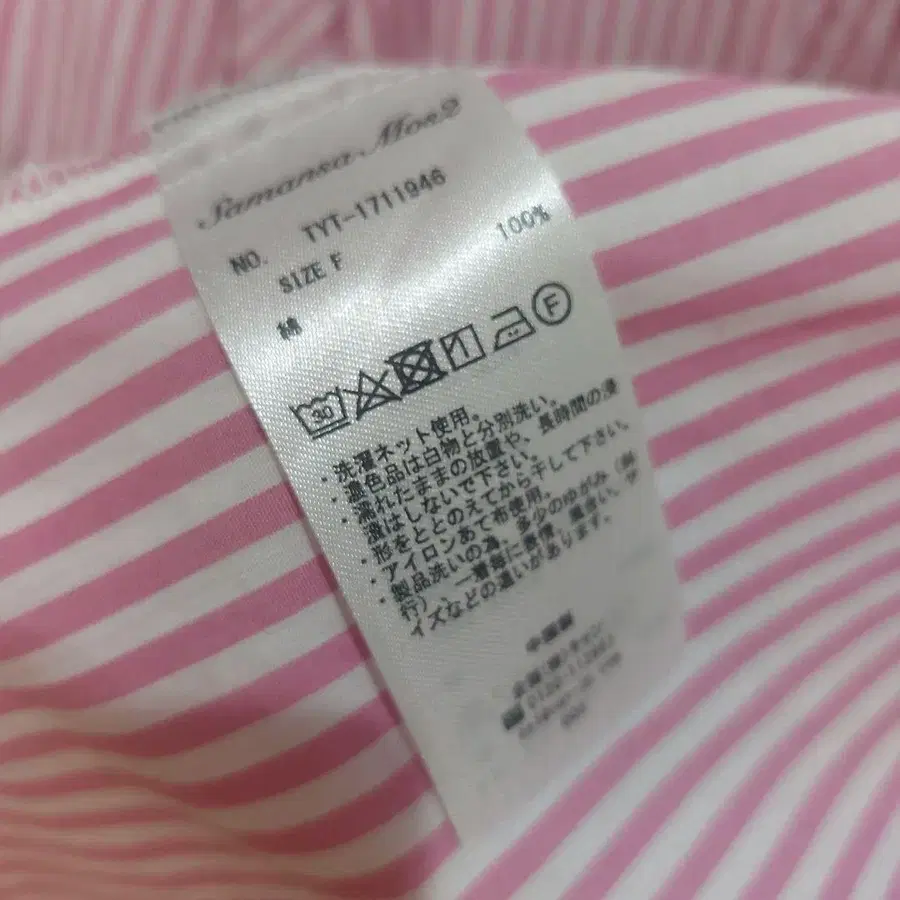 Samansa Mos2
NO. TYT-1711946
SIZE F
綿 100%
30
F
・洗濯ネット使用。
・濃色品は白物と分別洗い。
・濡れたままの放置や、長時間の浸
漬はしないで下さい。
・形をととのえてから干して下さい。
・アイロンあて布使用。
・製品洗いの為、多少のゆがみ(斜
行)、一着毎に表情、風合い、サ
イズなどの違いがあります。
中国製